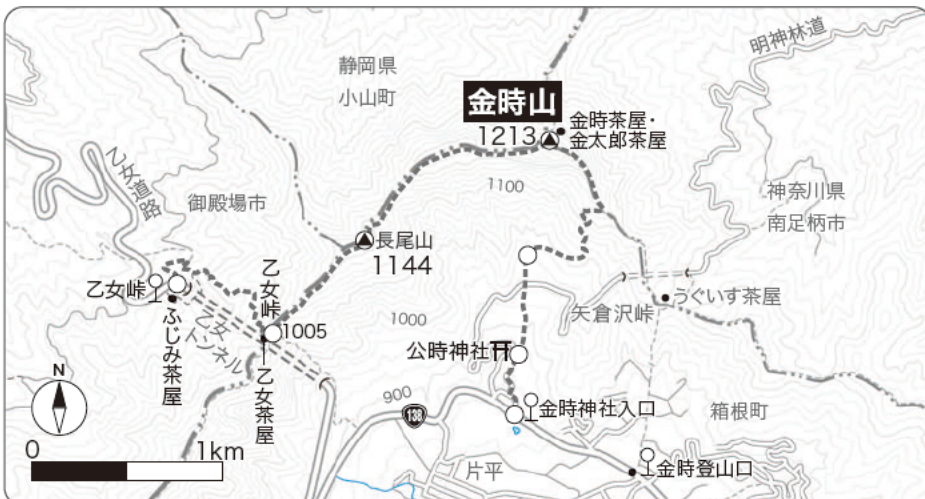 静岡県
小山町
明神林道
金時山
1213
金時茶屋・
金太郎茶屋
1100
神奈川県
南足柄市
乙女道路
御殿場市
長尾山
1144
乙女峠
乙女峠
1005
うぐいす茶屋
矢倉沢峠
1000
ふじみ茶屋
乙女
トンネル
公時神社
乙女茶屋
900
138
金時神社入口
箱根町
N
0
1km
片平
金時登山口